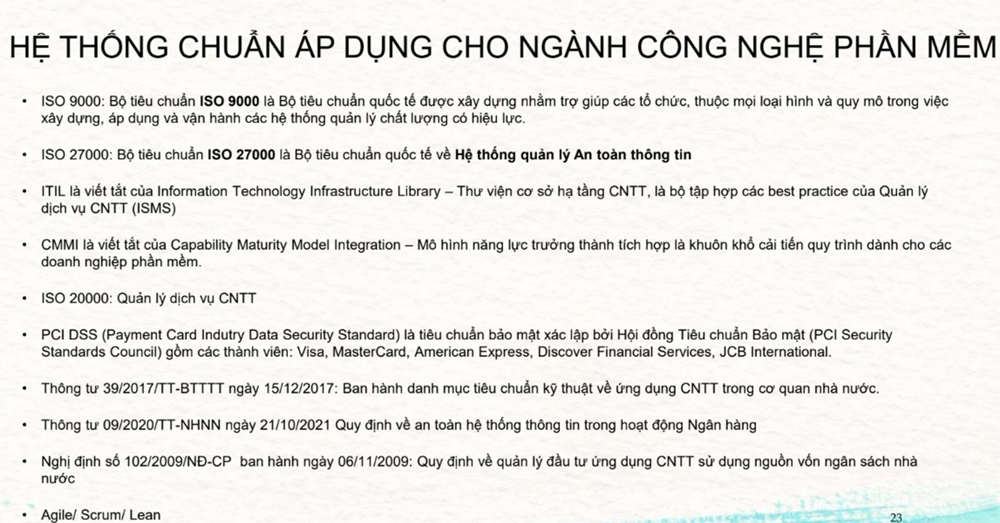 HỆ THỐNG CHUẨN ÁP DỤNG CHO NGÀNH CÔNG NGHỆ PHẦN MỀM
• ISO 9000: Bộ tiêu chuẩn ISO 9000 là Bộ tiêu chuẩn quốc tế được xây dựng nhằm trợ giúp các tổ chức, thuộc mọi loại hình và quy mô trong việc
xây dựng, áp dụng và vận hành các hệ thống quản lý chất lượng có hiệu lực.
• ISO 27000: Bộ tiêu chuẩn ISO 27000 là Bộ tiêu chuẩn quốc tế về Hệ thống quản lý An toàn thông tin
• ITIL là viết tắt của Information Technology Infrastructure Library – Thư viện cơ sở hạ tầng CNTT, là bộ tập hợp các best practice của Quản lý
dịch vụ CNTT (ISMS)
• CMMI là viết tắt của Capability Maturity Model Integration – Mô hình năng lực trưởng thành tích hợp là khuôn khổ cải tiến quy trình dành cho các
doanh nghiệp phần mềm.
• ISO 20000: Quản lý dịch vụ CNTT
• PCI DSS (Payment Card Indutry Data Security Standard) là tiêu chuẩn bảo mật xác lập bởi Hội đồng Tiêu chuẩn Bảo mật (PCI Security
Standards Council) gồm các thành viên: Visa, MasterCard, American Express, Discover Financial Services, JCB International.
• Thông tư 39/2017/TT-BTTTT ngày 15/12/2017: Ban hành danh mục tiêu chuẩn kỹ thuật về ứng dụng CNTT trong cơ quan nhà nước.
• Thông tư 09/2020/TT-NHNN ngày 21/10/2021 Quy định về an toàn hệ thống thông tin trong hoạt động Ngân hàng
• Nghị định số 102/2009/NĐ-CP ban hành ngày 06/11/2009: Quy định về quản lý đầu tư ứng dụng CNTT sử dụng nguồn vốn ngân sách nhà
nước
• Agile/ Scrum/ Lean
23